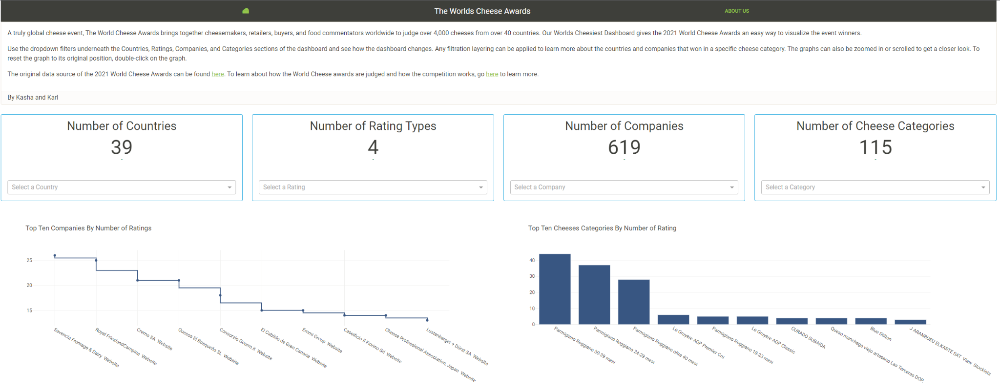 The Worlds Cheese Awards
ABOUT US
A truly global cheese event, The World Cheese Awards brings together cheesemakers, retailers, buyers, and food commentators worldwide to judge over 4,000 cheeses from over 40 countries. Our Worlds Cheesiest Dashboard gives the 2021 World Cheese Awards an easy way to visualize the event winners.
Use the dropdown filters underneath the Countries, Ratings, Companies, and Categories sections of the dashboard and see how the dashboard changes. Any filtration layering can be applied to learn more about the countries and companies that won in a specific cheese category. The graphs can also be zoomed in or scrolled to get a closer look. To
reset the graph to its original position, double-click on the graph.
The original data source of the 2021 World Cheese Awards can be found here. To learn about how the World Cheese awards are judged and how the competition works, go here to learn more.
By Kasha and Karl
Number of Countries
39
-
Select a Country
Number of Rating Types
4
-
Select a Rating
Number of Companies
619
-
Select a Company
Number of Cheese Categories
115
-
Select a Category
Top Ten Companies By Number of Ratings
25
20
15
Savencia Fromage & Dairy Website
Royal FrieslandCampina Website
Cremo SA Website
Quesos El Bosqueño SL Website
Consorzio Gourm.it Website
El Cabildo de Gran Canaria Website
Emmi Group Website
Caseificio Il Fiorino Srl Website
Cheese Professional Association, Japan Website
Lustenberger + Dürst SA Website
Top Ten Cheeses Categories By Number of Rating
40
30
20
10
0
Parmigiano Reggiano 30-39 mesi
Parmigiano Reggiano 24-29 mesi
Parmigiano Reggiano oltre 40 mesi
Le Gruyere AOP Premier Cru
Parmigiano Reggiano 18-23 mesi
Le Gruyere AOP Classic
CURADO SUBAIDA
Queso manchego viejo artesano Las Terceras DOP.
Blue Stilton
J ARANBURU ELKARTE SAT View Stockists